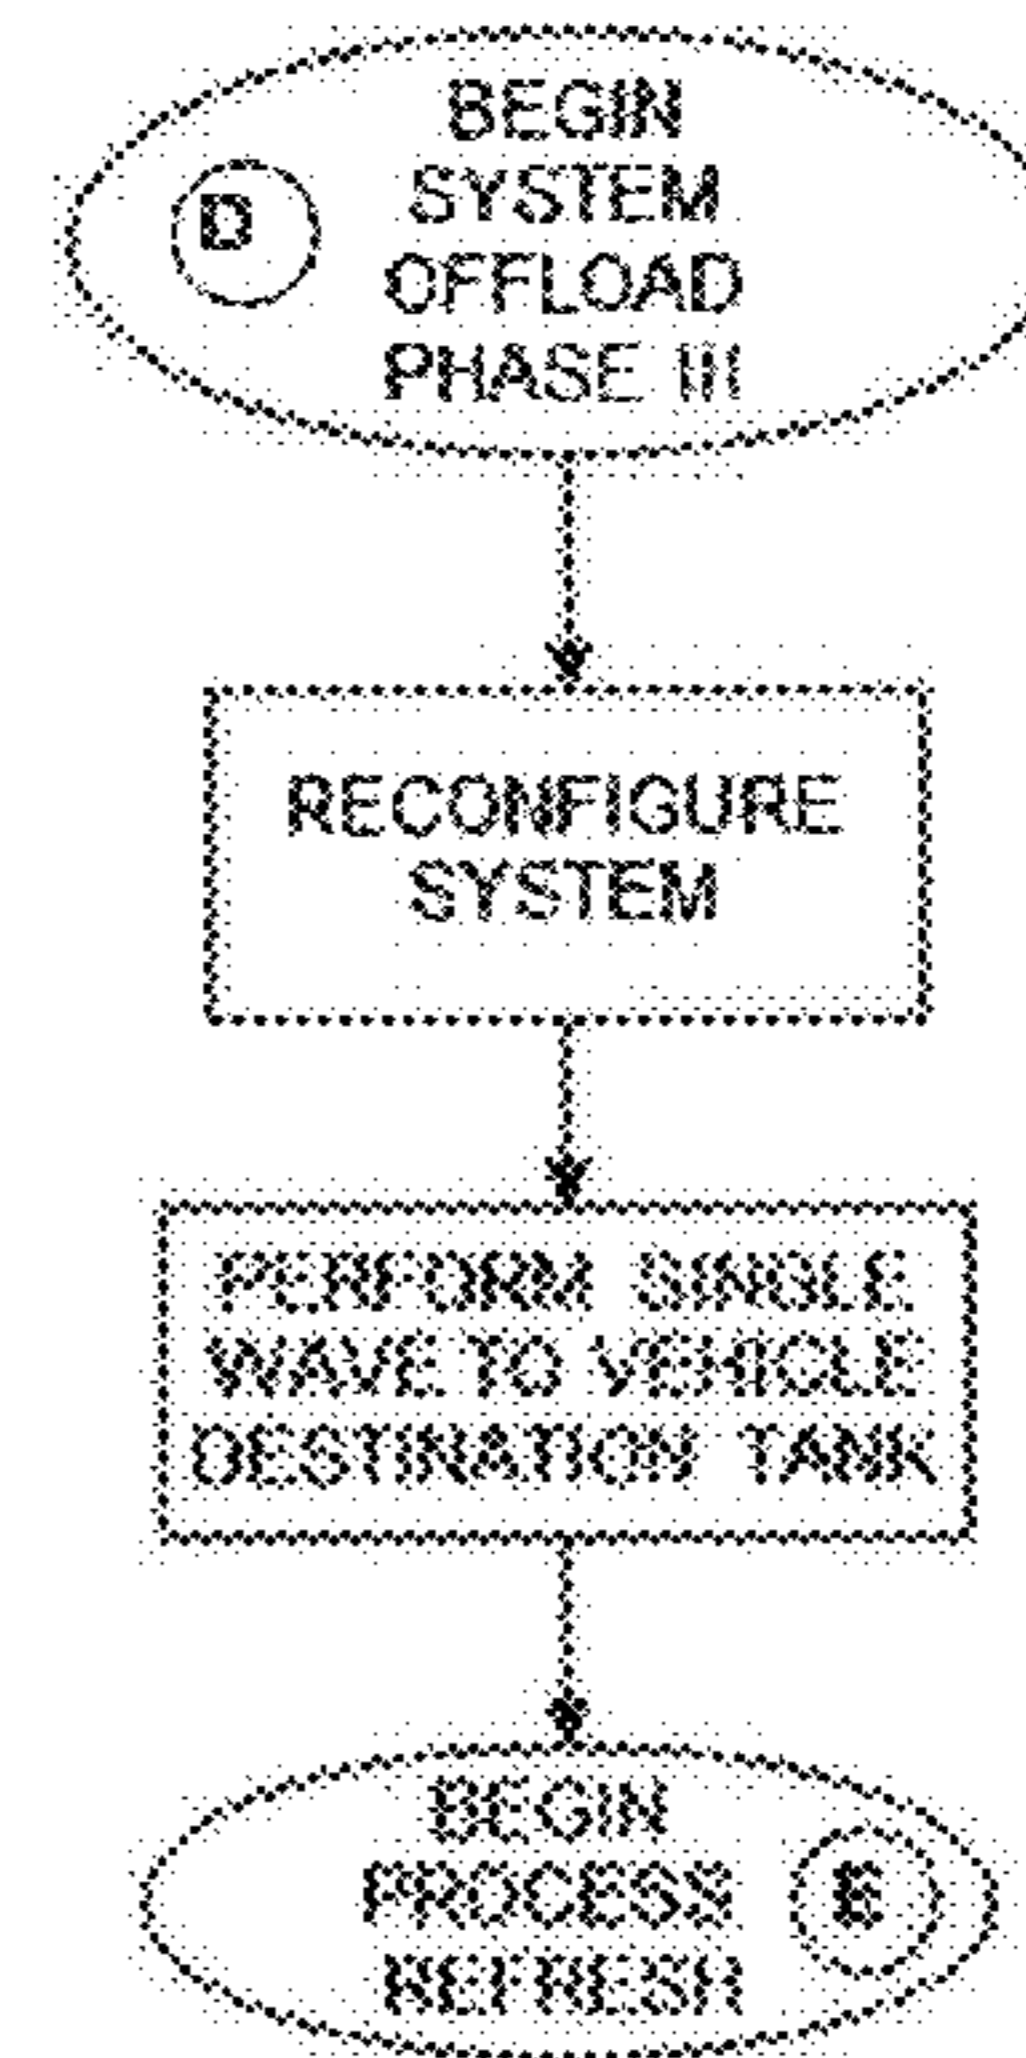 BEGIN
SYSTEM
D
OFFLOAD
PHASE III
RECONFIGURE
SYSTEM
PERFORM SINGLE
WAVE TO VEHICLE
DESTINATION TANK
BEGIN
PROCESS
E
REFRESH